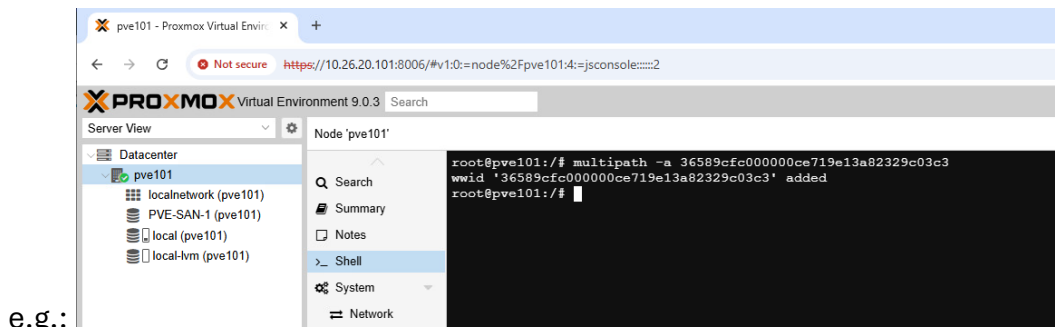 pve101 - Proxmox Virtual Enviro
Not secure https://10.26.20.101:8006/#v1:0:=node%2Fpve101:4:=jsconsole::::::2
PROXMOX Virtual Environment 9.0.3 Search
Server View
Node 'pve101'
Datacenter
pve101
localnetwork (pve101)
PVE-SAN-1 (pve101)
local (pve101)
local-lvm (pve101)
Search
Summary
Notes
>_ Shell
System
Network
root@pve101:/# multipath -a 36589cfc000000ce719e13a82329c03c3
wwid '36589cfc000000ce719e13a82329c03c3' added
root@pve101:/#
e.g.: